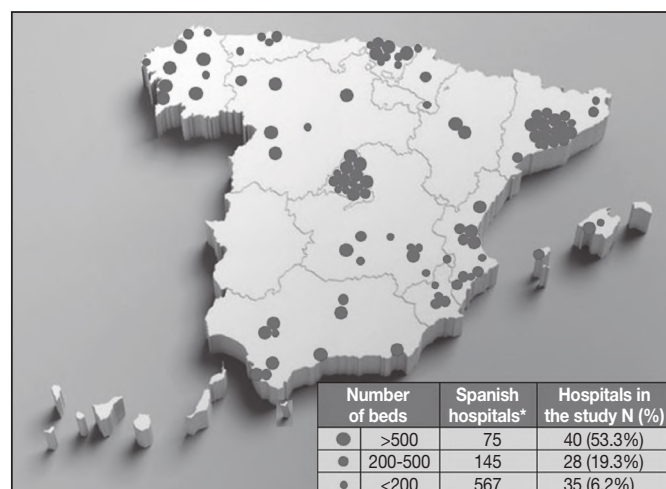 Number of beds Spanish hospitals* Hospitals in the study N (%)
>500 75 40 (53.3%)
200-500 145 28 (19.3%)
<200 567 35 (6.2%)